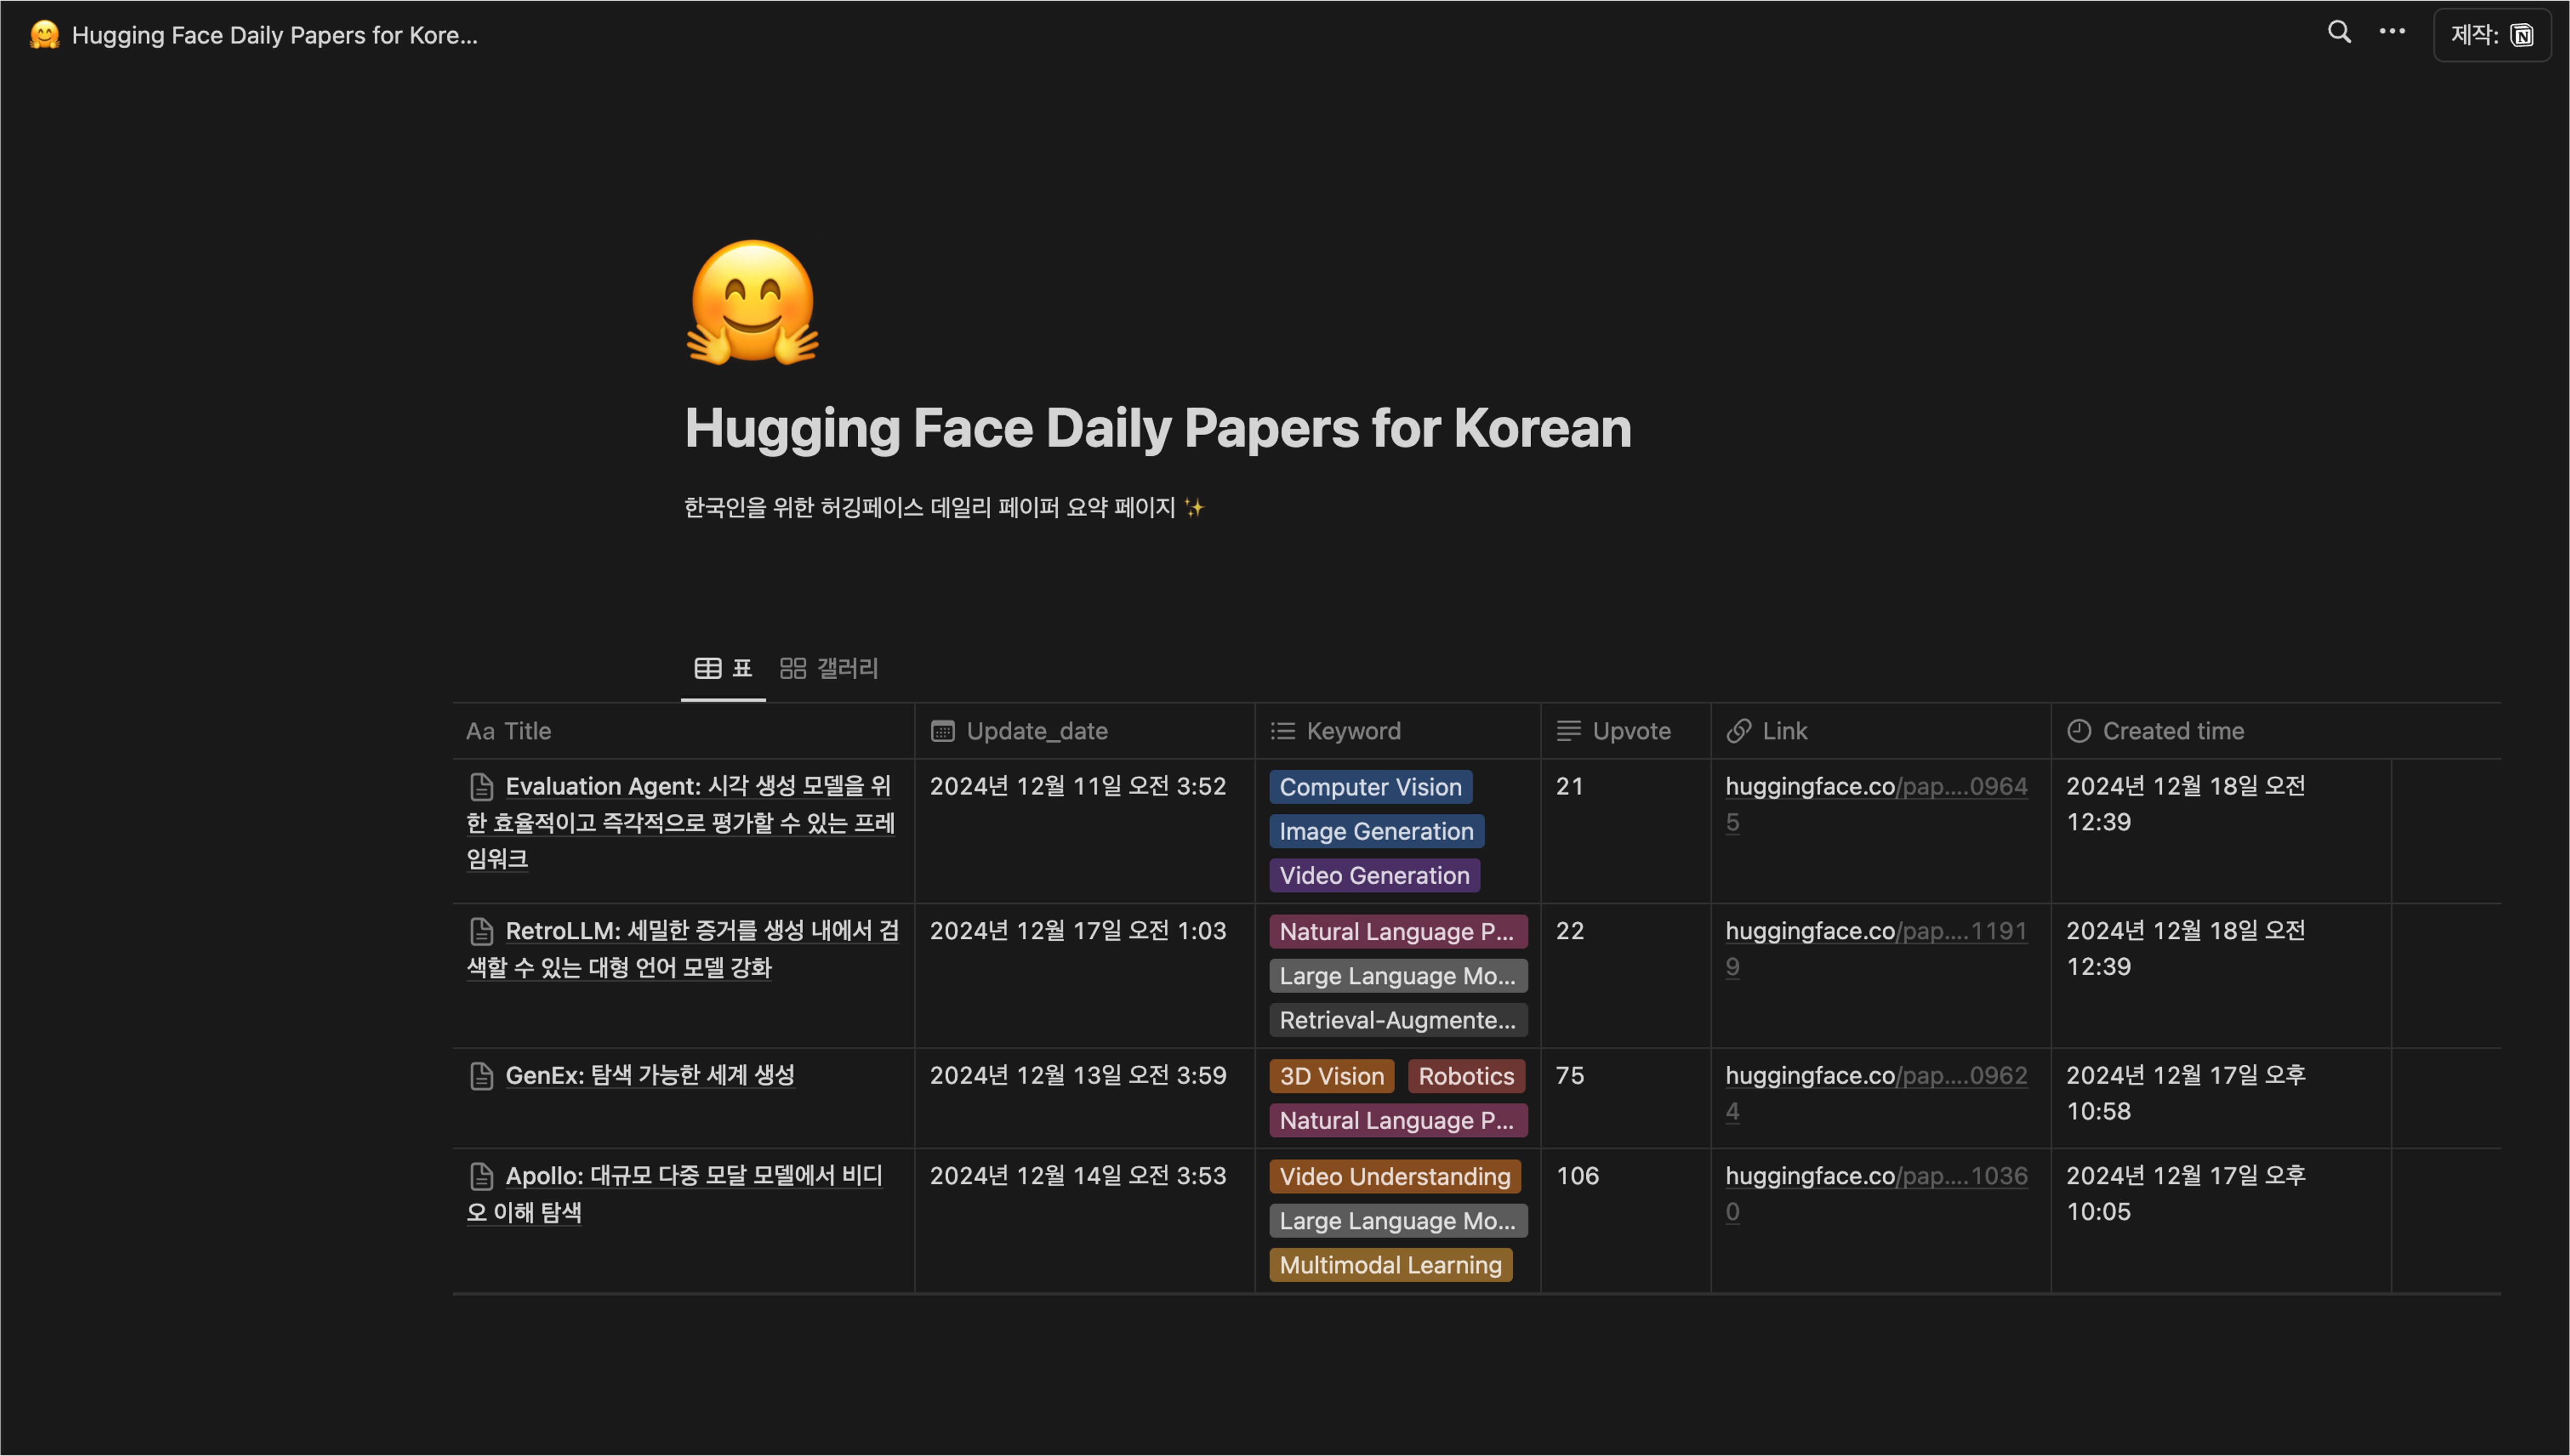 🤗 Hugging Face Daily Papers for Kore...
제작:
Hugging Face Daily Papers for Korean
한국인을 위한 허깅페이스 데일리 페이퍼 요약 페이지 ✨
표 갤러리
Aa Title Update_date Keyword Upvote Link Created time
Evaluation Agent: 시각 생성 모델을 위
한 효율적이고 즉각적으로 평가할 수 있는 프레
임워크
2024년 12월 11일 오전 3:52
Computer Vision
Image Generation
Video Generation
21
huggingface.co/pap....0964
5
2024년 12월 18일 오전
12:39
RetroLLM: 세밀한 증거를 생성 내에서 검
색할 수 있는 대형 언어 모델 강화
2024년 12월 17일 오전 1:03
Natural Language P...
Large Language Mo...
Retrieval-Augmente...
22
huggingface.co/pap....1191
9
2024년 12월 18일 오전
12:39
GenEx: 탐색 가능한 세계 생성
2024년 12월 13일 오전 3:59
3D Vision Robotics
Natural Language P...
75
huggingface.co/pap....0962
4
2024년 12월 17일 오후
10:58
Apollo: 대규모 다중 모달 모델에서 비디
오 이해 탐색
2024년 12월 14일 오전 3:53
Video Understanding
Large Language Mo...
Multimodal Learning
106
huggingface.co/pap....1036
0
2024년 12월 17일 오후
10:05